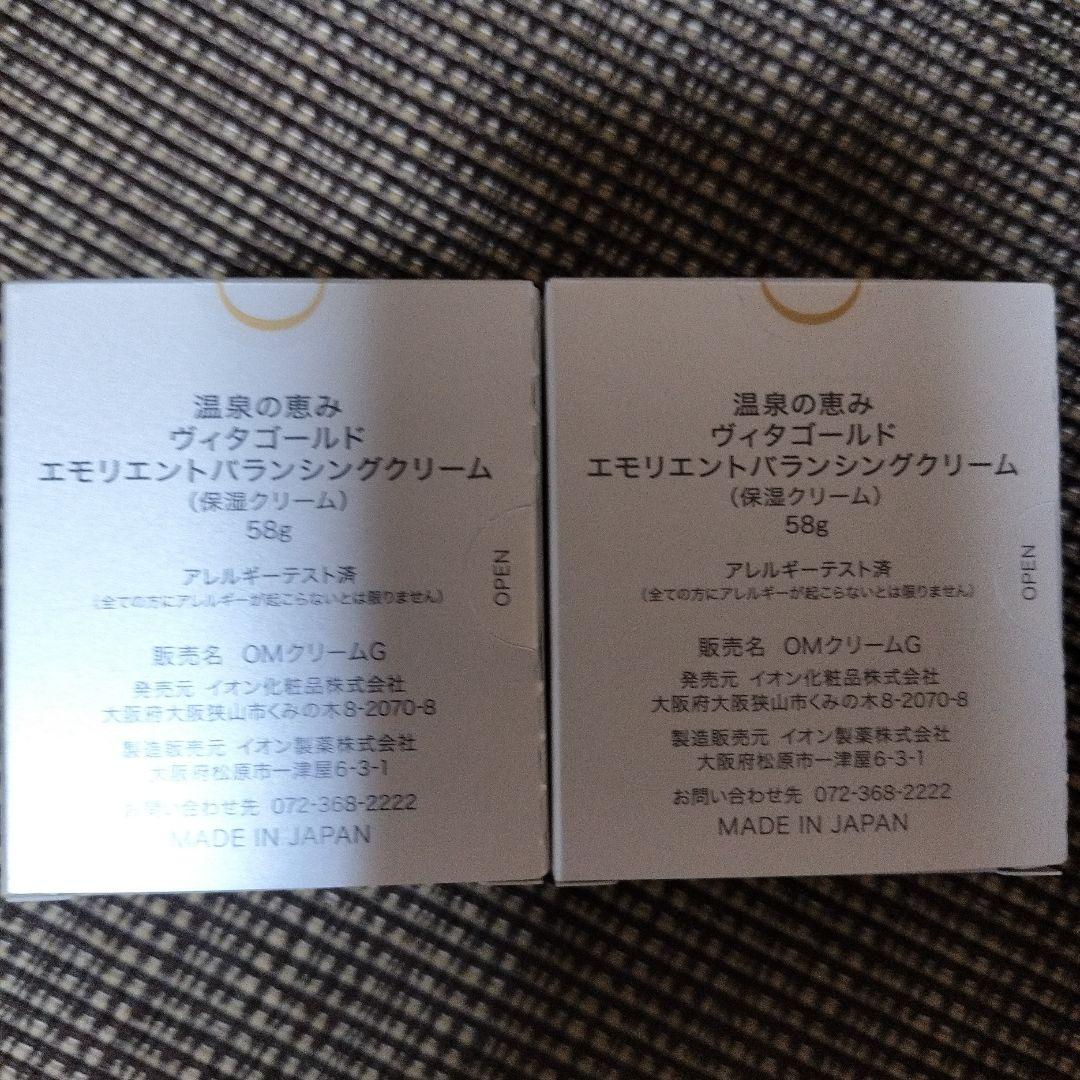 温泉の恵み
ヴィタゴールド
エモリエントバランシングクリーム
(保湿クリーム)
58g
アレルギーテスト済
(全ての方にアレルギーが起こらないとは限りません)
販売名 OMクリームG
発売元 イオン化粧品株式会社
大阪府大阪狭山市くみの木8-2070-8
製造販売元 イオン製薬株式会社
大阪府松原市一津屋6-3-1
お問い合わせ先 072-368-2222
MADE IN JAPAN
OPEN
温泉の恵み
ヴィタゴールド
エモリエントバランシングクリーム
(保湿クリーム)
58g
アレルギーテスト済
(全ての方にアレルギーが起こらないとは限りません)
販売名 OMクリームG
発売元 イオン化粧品株式会社
大阪府大阪狭山市くみの木8-2070-8
製造販売元 イオン製薬株式会社
大阪府松原市一津屋6-3-1
お問い合わせ先 072-368-2222
MADE IN JAPAN
OPEN